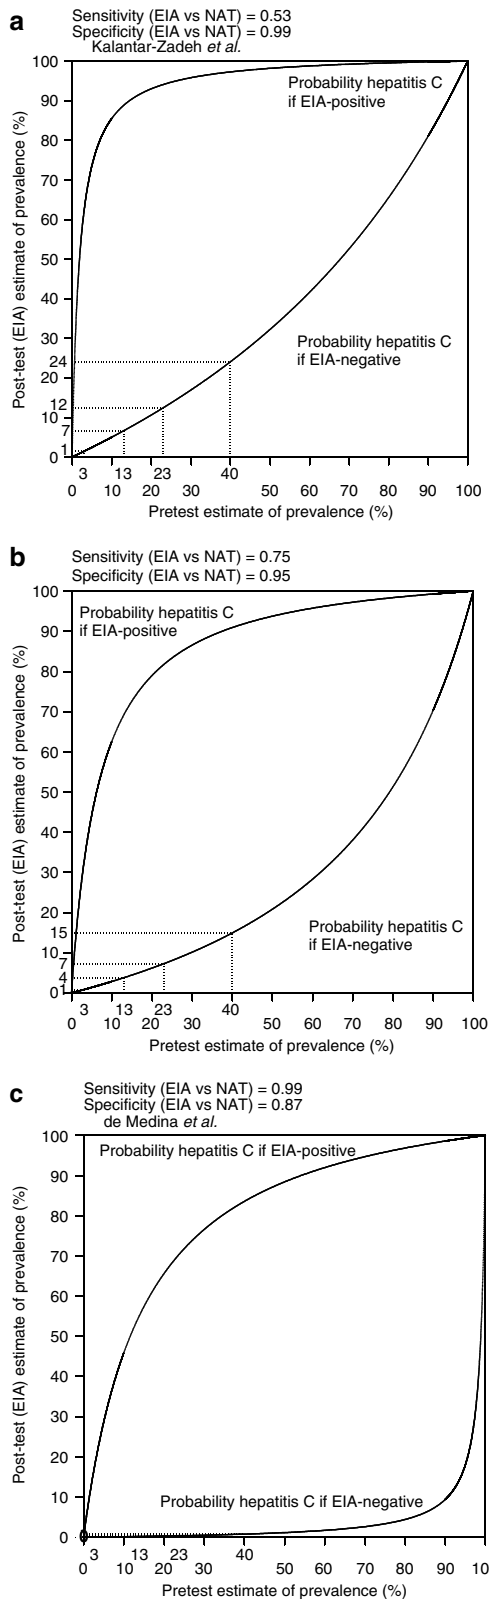 a
Sensitivity (EIA vs NAT) = 0.53
Specificity (EIA vs NAT) = 0.99
Kalantar-Zadeh et al.
100
90
80
70
60
50
40
30
24
20
12
10
7
1
0
Post-test (EIA) estimate of prevalence (%)
Probability hepatitis C
if EIA-positive
Probability hepatitis C
if EIA-negative
3 13 23 40
0 10 20 30 50 60 70 80 90 100
Pretest estimate of prevalence (%)
b
Sensitivity (EIA vs NAT) = 0.75
Specificity (EIA vs NAT) = 0.95
100
90
80
70
60
50
40
30
20
15
10
7
4
1
0
Post-test (EIA) estimate of prevalence (%)
Probability hepatitis C
if EIA-positive
Probability hepatitis C
if EIA-negative
3 13 23 40
0 10 20 30 50 60 70 80 90 100
Pretest estimate of prevalence (%)
c
Sensitivity (EIA vs NAT) = 0.99
Specificity (EIA vs NAT) = 0.87
de Medina et al.
100
90
80
70
60
50
40
30
20
10
0
Post-test (EIA) estimate of prevalence (%)
Probability hepatitis C if EIA-positive
Probability hepatitis C if EIA-negative
3 13 23 40
0 10 20 30 50 60 70 80 90 10
Pretest estimate of prevalence (%)